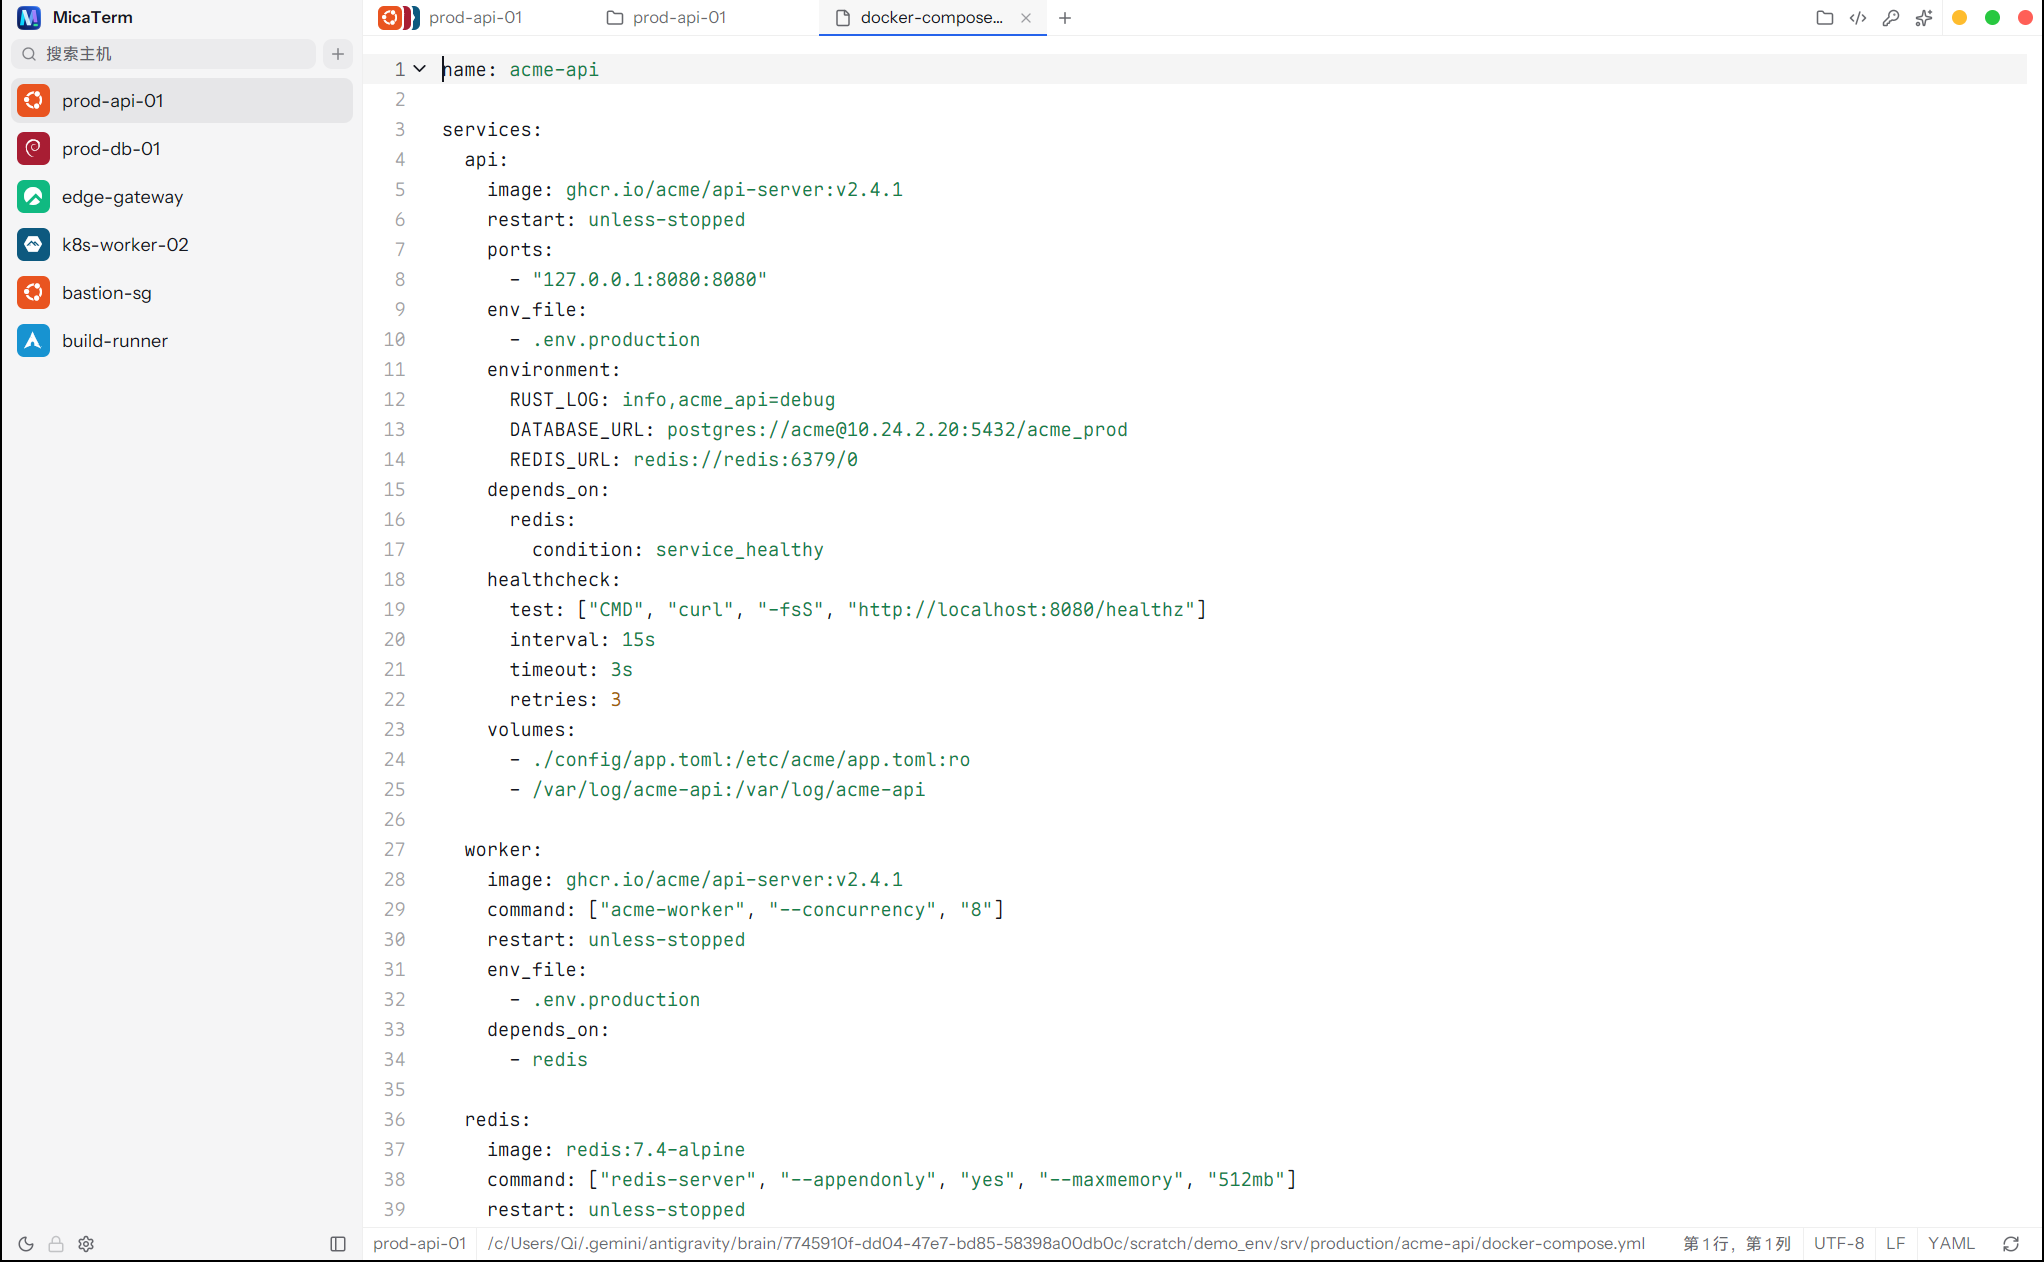 MicaTerm
搜索主机
prod-api-01
prod-db-01
edge-gateway
k8s-worker-02
bastion-sg
build-runner
prod-api-01
prod-api-01
docker-compose...
1 name: acme-api
2
3 services:
4   api:
5     image: ghcr.io/acme/api-server:v2.4.1
6     restart: unless-stopped
7     ports:
8       - "127.0.0.1:8080:8080"
9     env_file:
10       - .env.production
11     environment:
12       RUST_LOG: info,acme_api=debug
13       DATABASE_URL: postgres://acme@10.24.2.20:5432/acme_prod
14       REDIS_URL: redis://redis:6379/0
15     depends_on:
16       redis:
17         condition: service_healthy
18     healthcheck:
19       test: ["CMD", "curl", "-fsS", "http://localhost:8080/healthz"]
20       interval: 15s
21       timeout: 3s
22       retries: 3
23     volumes:
24       - ./config/app.toml:/etc/acme/app.toml:ro
25       - /var/log/acme-api:/var/log/acme-api
26
27   worker:
28     image: ghcr.io/acme/api-server:v2.4.1
29     command: ["acme-worker", "--concurrency", "8"]
30     restart: unless-stopped
31     env_file:
32       - .env.production
33     depends_on:
34       - redis
35
36   redis:
37     image: redis:7.4-alpine
38     command: ["redis-server", "--appendonly", "yes", "--maxmemory", "512mb"]
39     restart: unless-stopped
prod-api-01 /c/Users/Qi/.gemini/antigravity/brain/7745910f-dd04-47e7-bd85-58398a00db0c/scratch/demo_env/srv/production/acme-api/docker-compose.yml 第1行，第1列 UTF-8 LF YAML